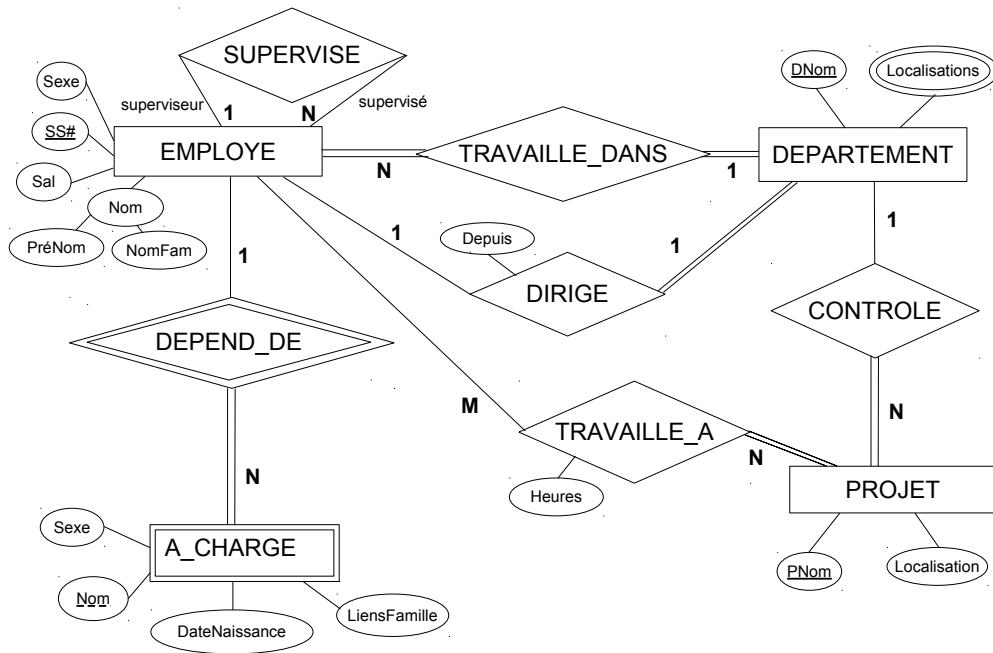 SUPERVISE
DNom
Localisations
Sexe
superviseur
supervisé
1
N
SS#
EMPLOYE
TRAVAILLE_DANS
DEPARTEMENT
N
1
Sal
Nom
PréNom
NomFam
1
1
Depuis
1
1
DIRIGE
CONTROLE
DEPEND_DE
M
N
TRAVAILLE_A
N
N
Heures
PROJET
Sexe
A_CHARGE
PNom
Localisation
Nom
LiensFamille
DateNaissance